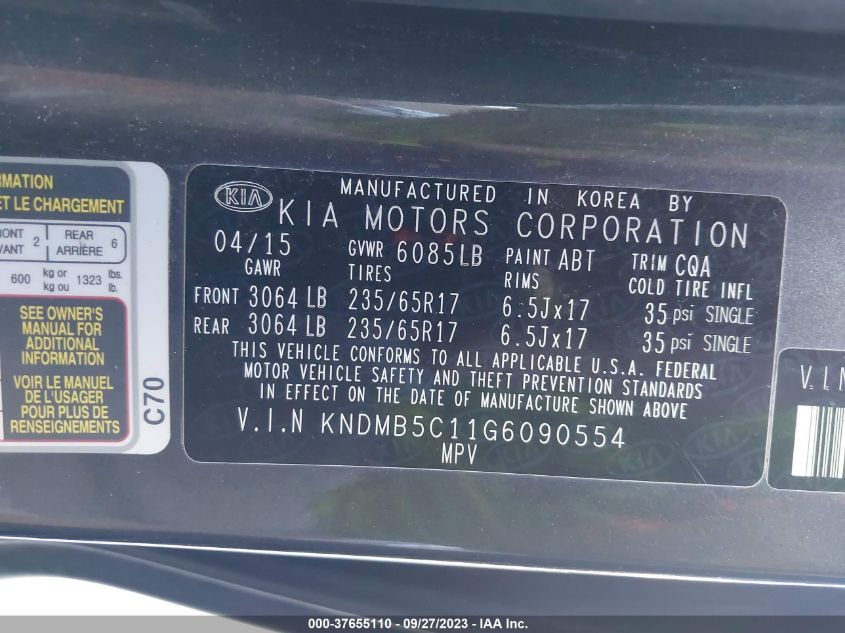 RMATION
ET LE CHARGEMENT
RONT 2 REAR 6
VANT ARRIÈRE
600 kg or 1323 lbs.
kg ou lb.
SEE OWNER'S
MANUAL FOR
ADDITIONAL
INFORMATION
VOIR LE MANUEL
DE L'USAGER
POUR PLUS DE
RENSEIGNEMENTS
C70
KIA
MANUFACTURED IN KOREA BY
KIA MOTORS CORPORATION
04/15 GVWR 6085LB PAINT ABT TRIM CQA
GAWR TIRES RIMS COLD TIRE INFL
FRONT 3064 LB 235/65R17 6.5Jx17 35 psi SINGLE
REAR 3064 LB 235/65R17 6.5Jx17 35 psi SINGLE
THIS VEHICLE CONFORMS TO ALL APPLICABLE U.S.A. FEDERAL
MOTOR VEHICLE SAFETY AND THEFT PREVENTION STANDARDS
IN EFFECT ON THE DATE OF MANUFACTURE SHOWN ABOVE.
V.I.N KNDMB5C11G6090554
MPV
V.I.N
000-37655110 - 09/27/2023 - © IAA Inc.